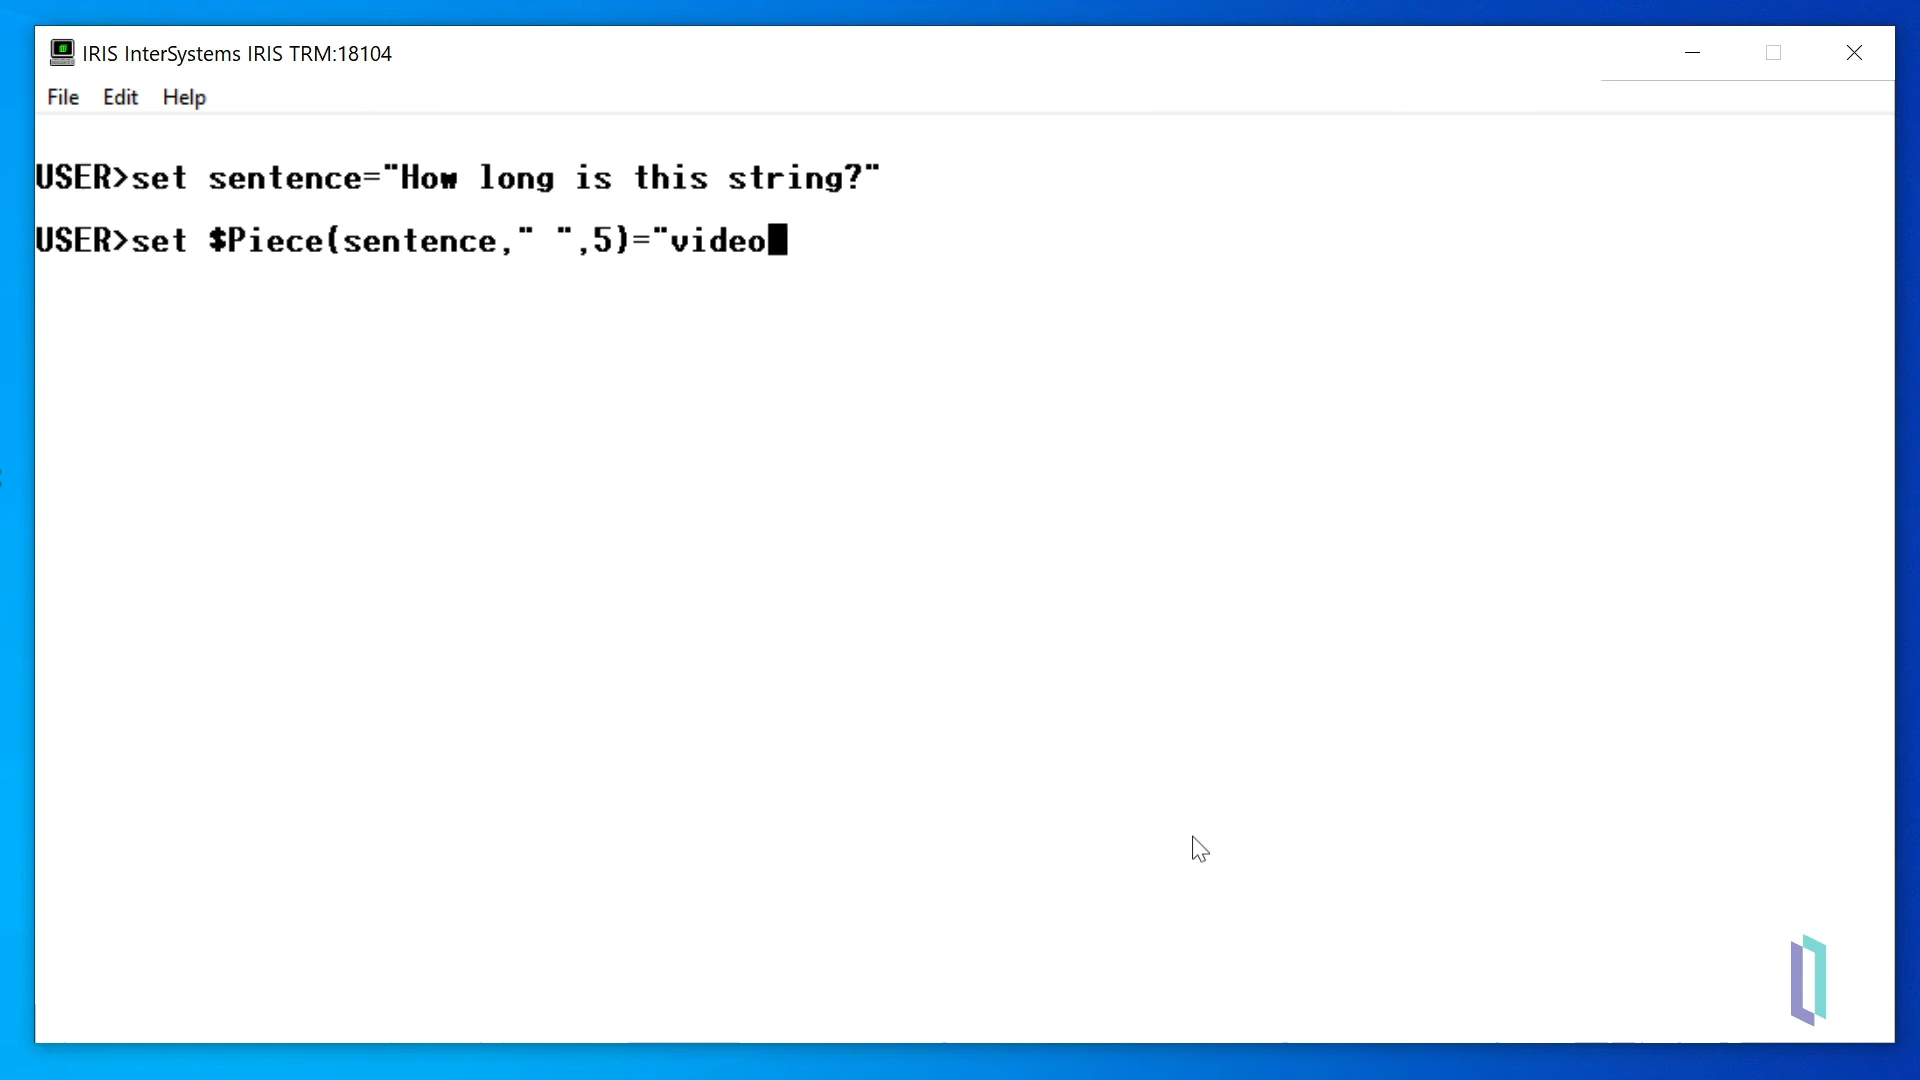 IRIS InterSystems IRIS TRM:18104
File Edit Help
USER>set sentence="How long is this string?"
USER>set $Piece(sentence," ",5)="video